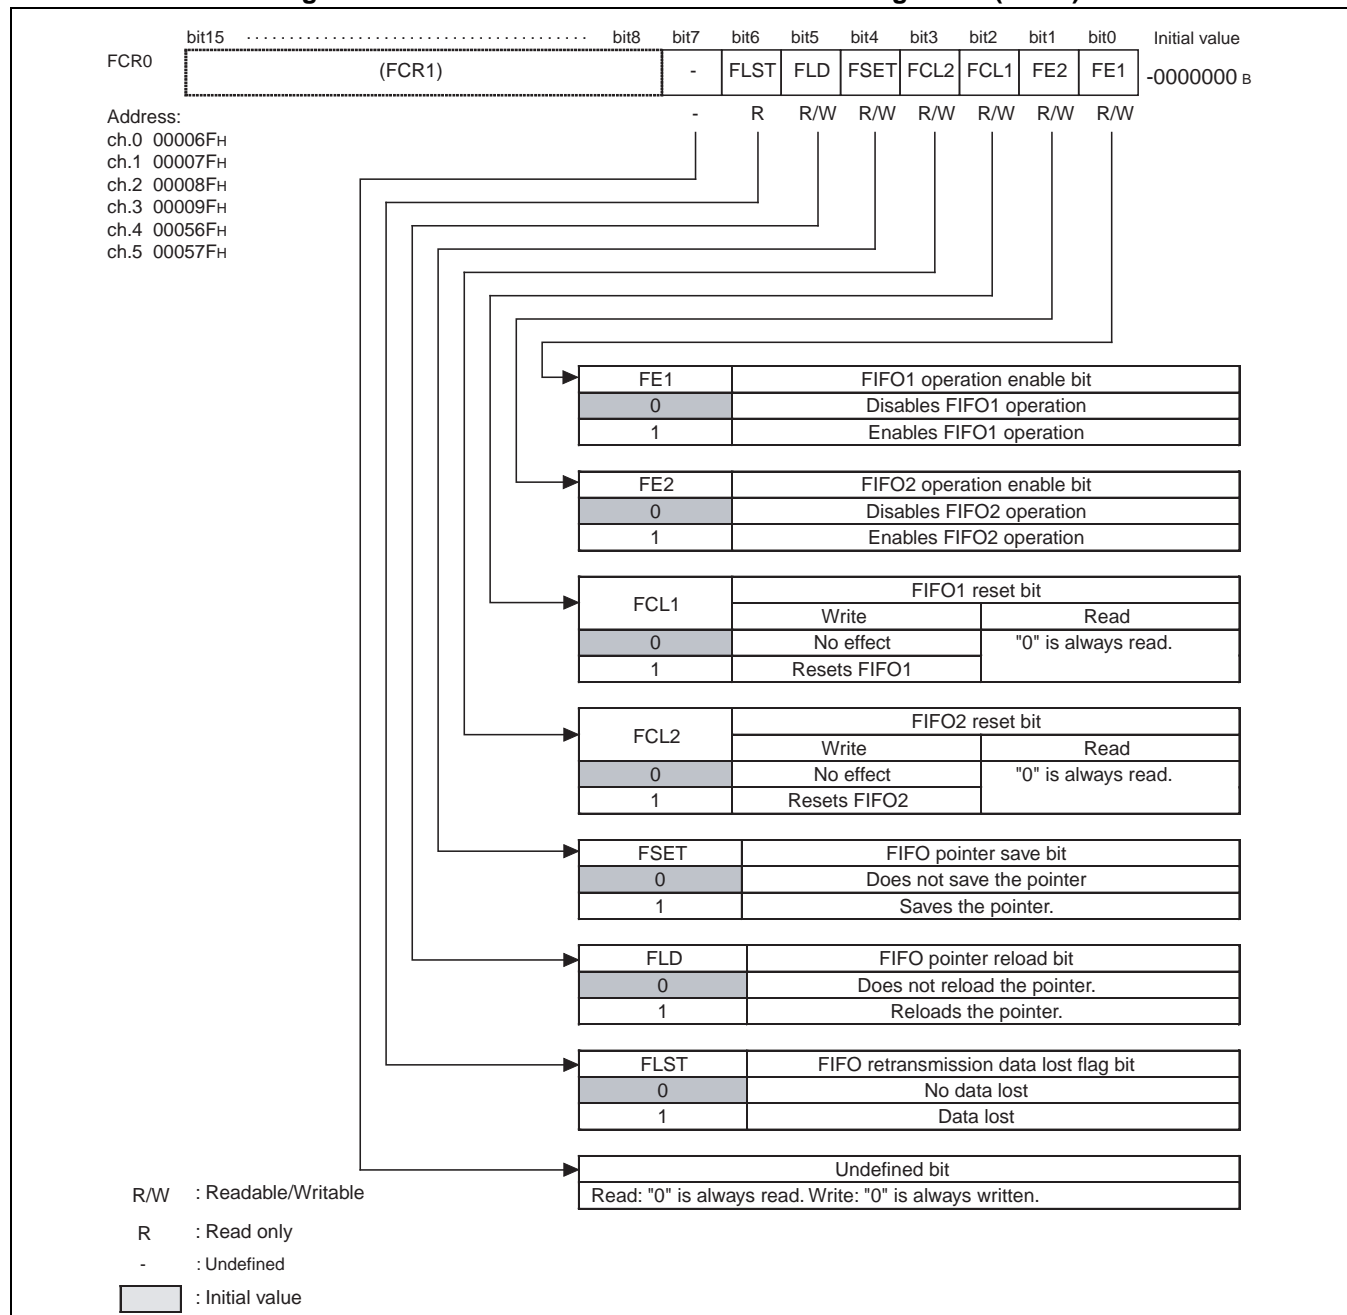 bit15 ........................................ bit8 bit7 bit6 bit5 bit4 bit3 bit2 bit1 bit0 Initial value
FCR0 (FCR1) - FLST FLD FSET FCL2 FCL1 FE2 FE1 -0000000 B
- R R/W R/W R/W R/W R/W R/W
Address:
ch.0 00006FH
ch.1 00007FH
ch.2 00008FH
ch.3 00009FH
ch.4 00056FH
ch.5 00057FH
FE1 FIFO1 operation enable bit
0 Disables FIFO1 operation
1 Enables FIFO1 operation
FE2 FIFO2 operation enable bit
0 Disables FIFO2 operation
1 Enables FIFO2 operation
FCL1 FIFO1 reset bit
Write Read
0 No effect "0" is always read.
1 Resets FIFO1
FCL2 FIFO2 reset bit
Write Read
0 No effect "0" is always read.
1 Resets FIFO2
FSET FIFO pointer save bit
0 Does not save the pointer
1 Saves the pointer.
FLD FIFO pointer reload bit
0 Does not reload the pointer.
1 Reloads the pointer.
FLST FIFO retransmission data lost flag bit
0 No data lost
1 Data lost
Undefined bit
Read: "0" is always read. Write: "0" is always written.
R/W : Readable/Writable
R : Read only
- : Undefined
: Initial value